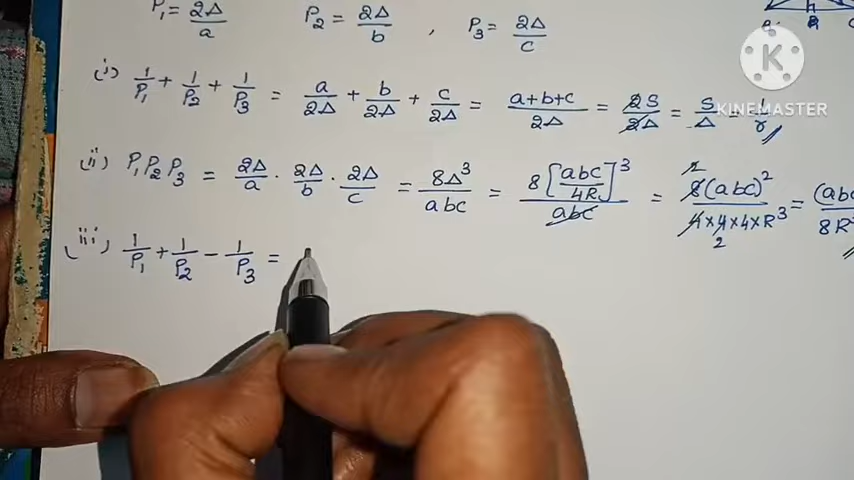 P₁ = 2Δ/a P₂ = 2Δ/b , P₃ = 2Δ/c
(i) 1/P₁ + 1/P₂ + 1/P₃ = a/2Δ + b/2Δ + c/2Δ = a+b+c/2Δ = 2S/2Δ = S/Δ = 1/r
(ii) P₁P₂P₃ = 2Δ/a · 2Δ/b · 2Δ/c = 8Δ³/abc = 8[abc/4R]³/abc = 8(abc)²/4×4×4×R³ = (abc/8R
(iii) 1/P₁ + 1/P₂ − 1/P₃ =
KINEMASTER